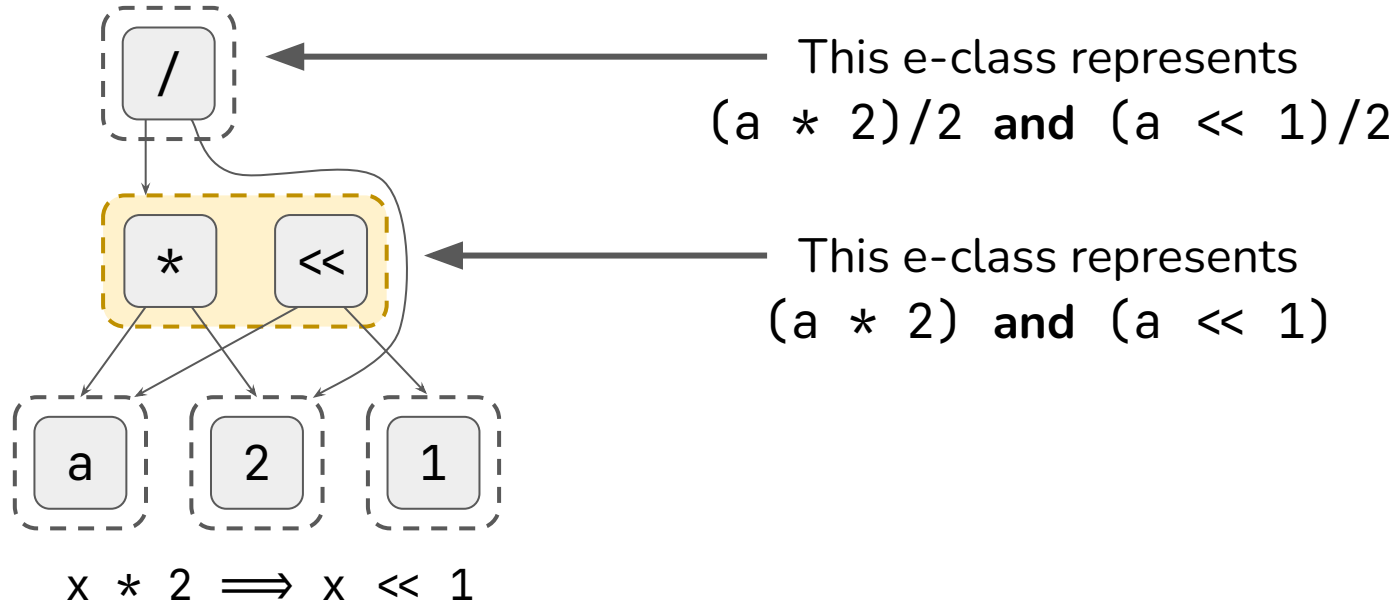 /
This e-class represents
(a * 2)/2 and (a << 1)/2
* <<
This e-class represents
(a * 2) and (a << 1)
a 2 1
x * 2 ⟹ x << 1